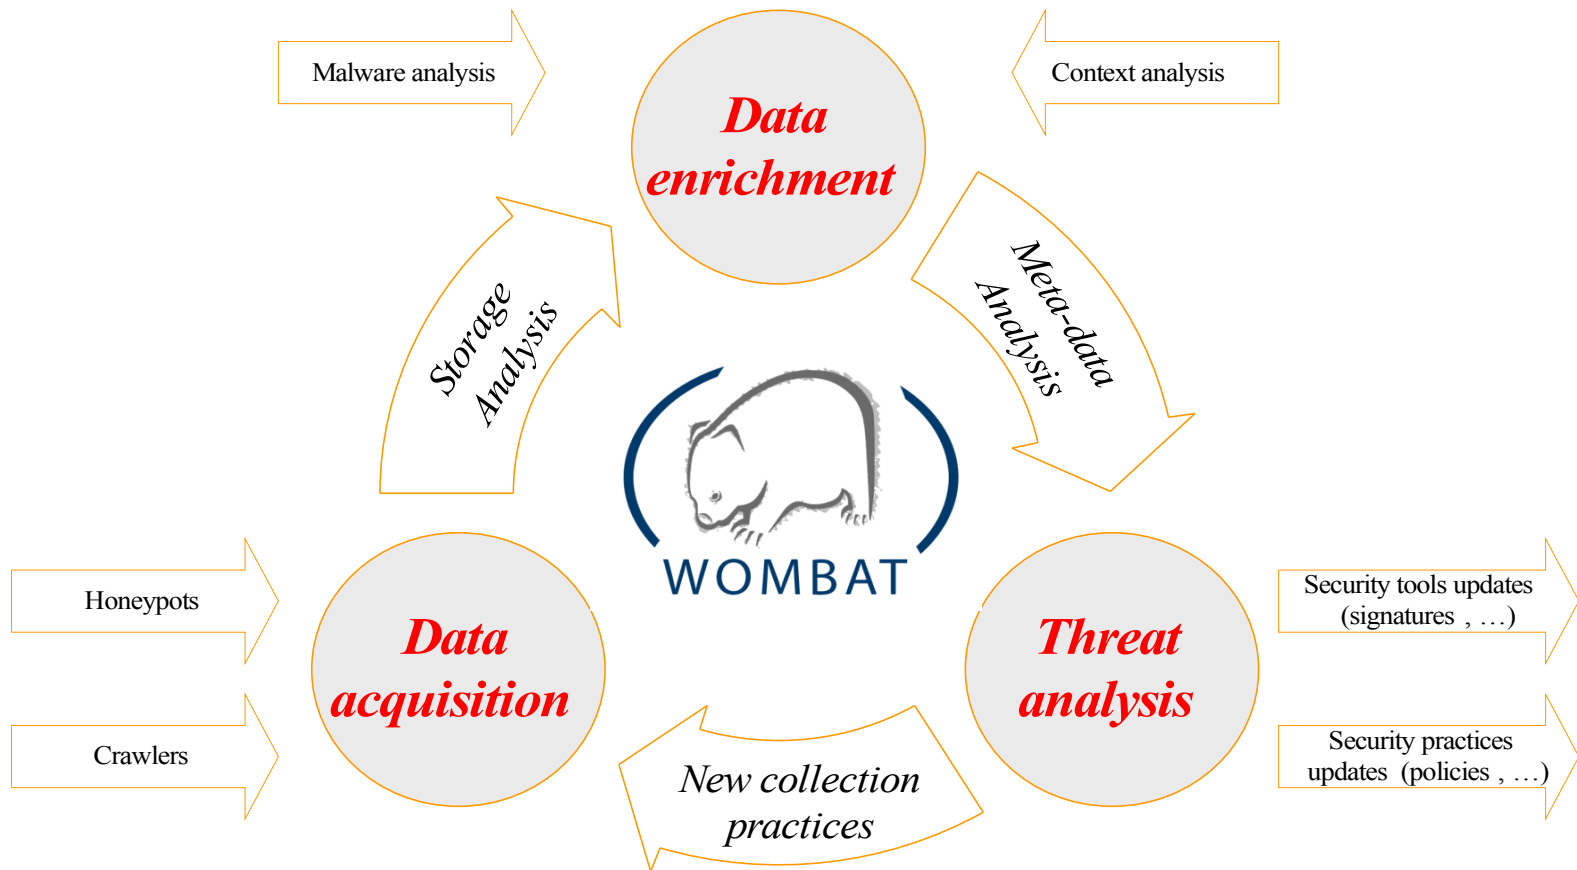 Malware analysis
Context analysis
Data
enrichment
Storage
Analysis
Meta-data
Analysis
WOMBAT
Honeypots
Crawlers
Data
acquisition
Threat
analysis
Security tools updates
(signatures , …)
Security practices
updates (policies , …)
New collection
practices